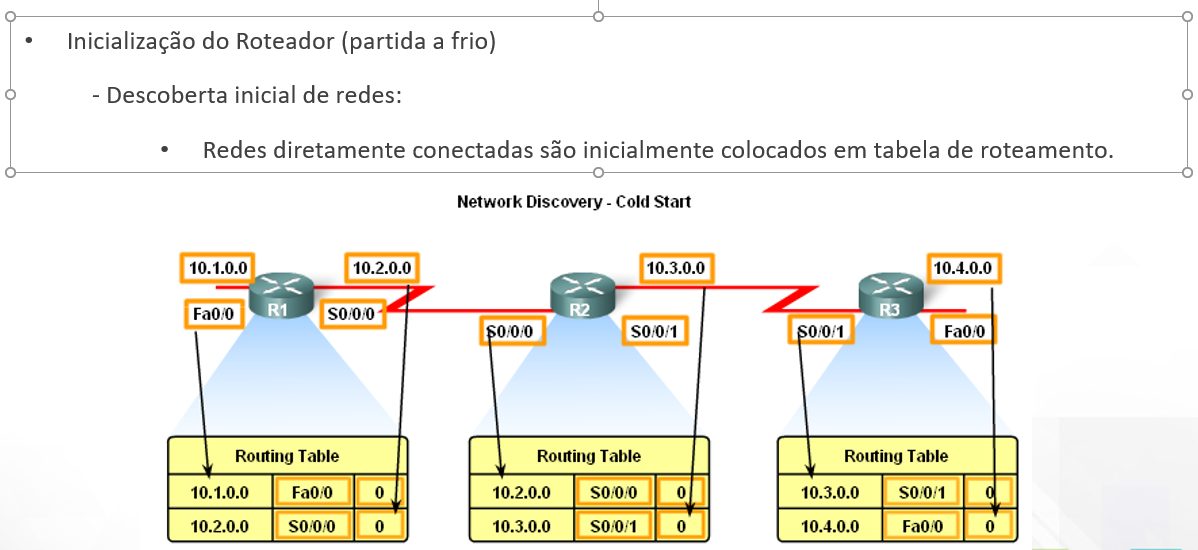 • Inicialização do Roteador (partida a frio)
- Descoberta inicial de redes:
• Redes diretamente conectadas são inicialmente colocados em tabela de roteamento.
Network Discovery - Cold Start
10.1.0.0 10.2.0.0 10.3.0.0 10.4.0.0
R1 R2 R3
Fa0/0 S0/0/0 S0/0/0 S0/0/1 S0/0/1 Fa0/0
Routing Table Routing Table Routing Table
10.1.0.0 Fa0/0 0 10.2.0.0 S0/0/0 0 10.3.0.0 S0/0/1 0
10.2.0.0 S0/0/0 0 10.3.0.0 S0/0/1 0 10.4.0.0 Fa0/0 0